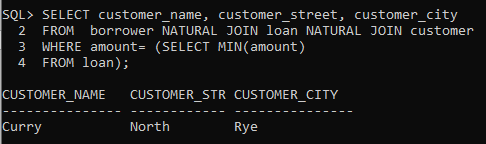 SQL> SELECT customer_name, customer_street, customer_city
  2  FROM  borrower NATURAL JOIN loan NATURAL JOIN customer
  3  WHERE amount= (SELECT MIN(amount)
  4  FROM loan);
CUSTOMER_NAME   CUSTOMER_STR CUSTOMER_CITY
--------------- ------------ ---------------
Curry           North        Rye